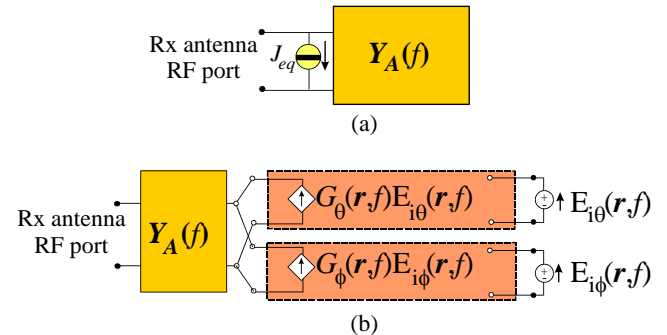 Rx antenna
RF port
J_eq
Y_A(f)
(a)
Rx antenna
RF port
Y_A(f)
G_θ(r,f)E_iθ(r,f)
E_iθ(r,f)
G_ϕ(r,f)E_iϕ(r,f)
E_iϕ(r,f)
(b)